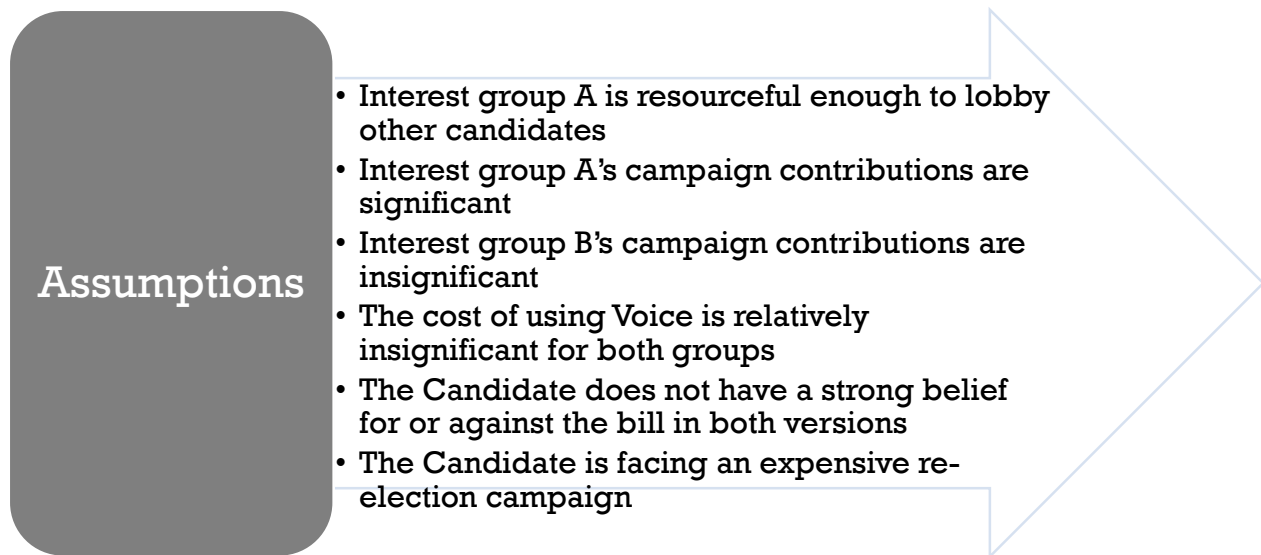 Assumptions
• Interest group A is resourceful enough to lobby
other candidates
• Interest group A’s campaign contributions are
significant
• Interest group B’s campaign contributions are
insignificant
• The cost of using Voice is relatively
insignificant for both groups
• The Candidate does not have a strong belief
for or against the bill in both versions
• The Candidate is facing an expensive re-
election campaign